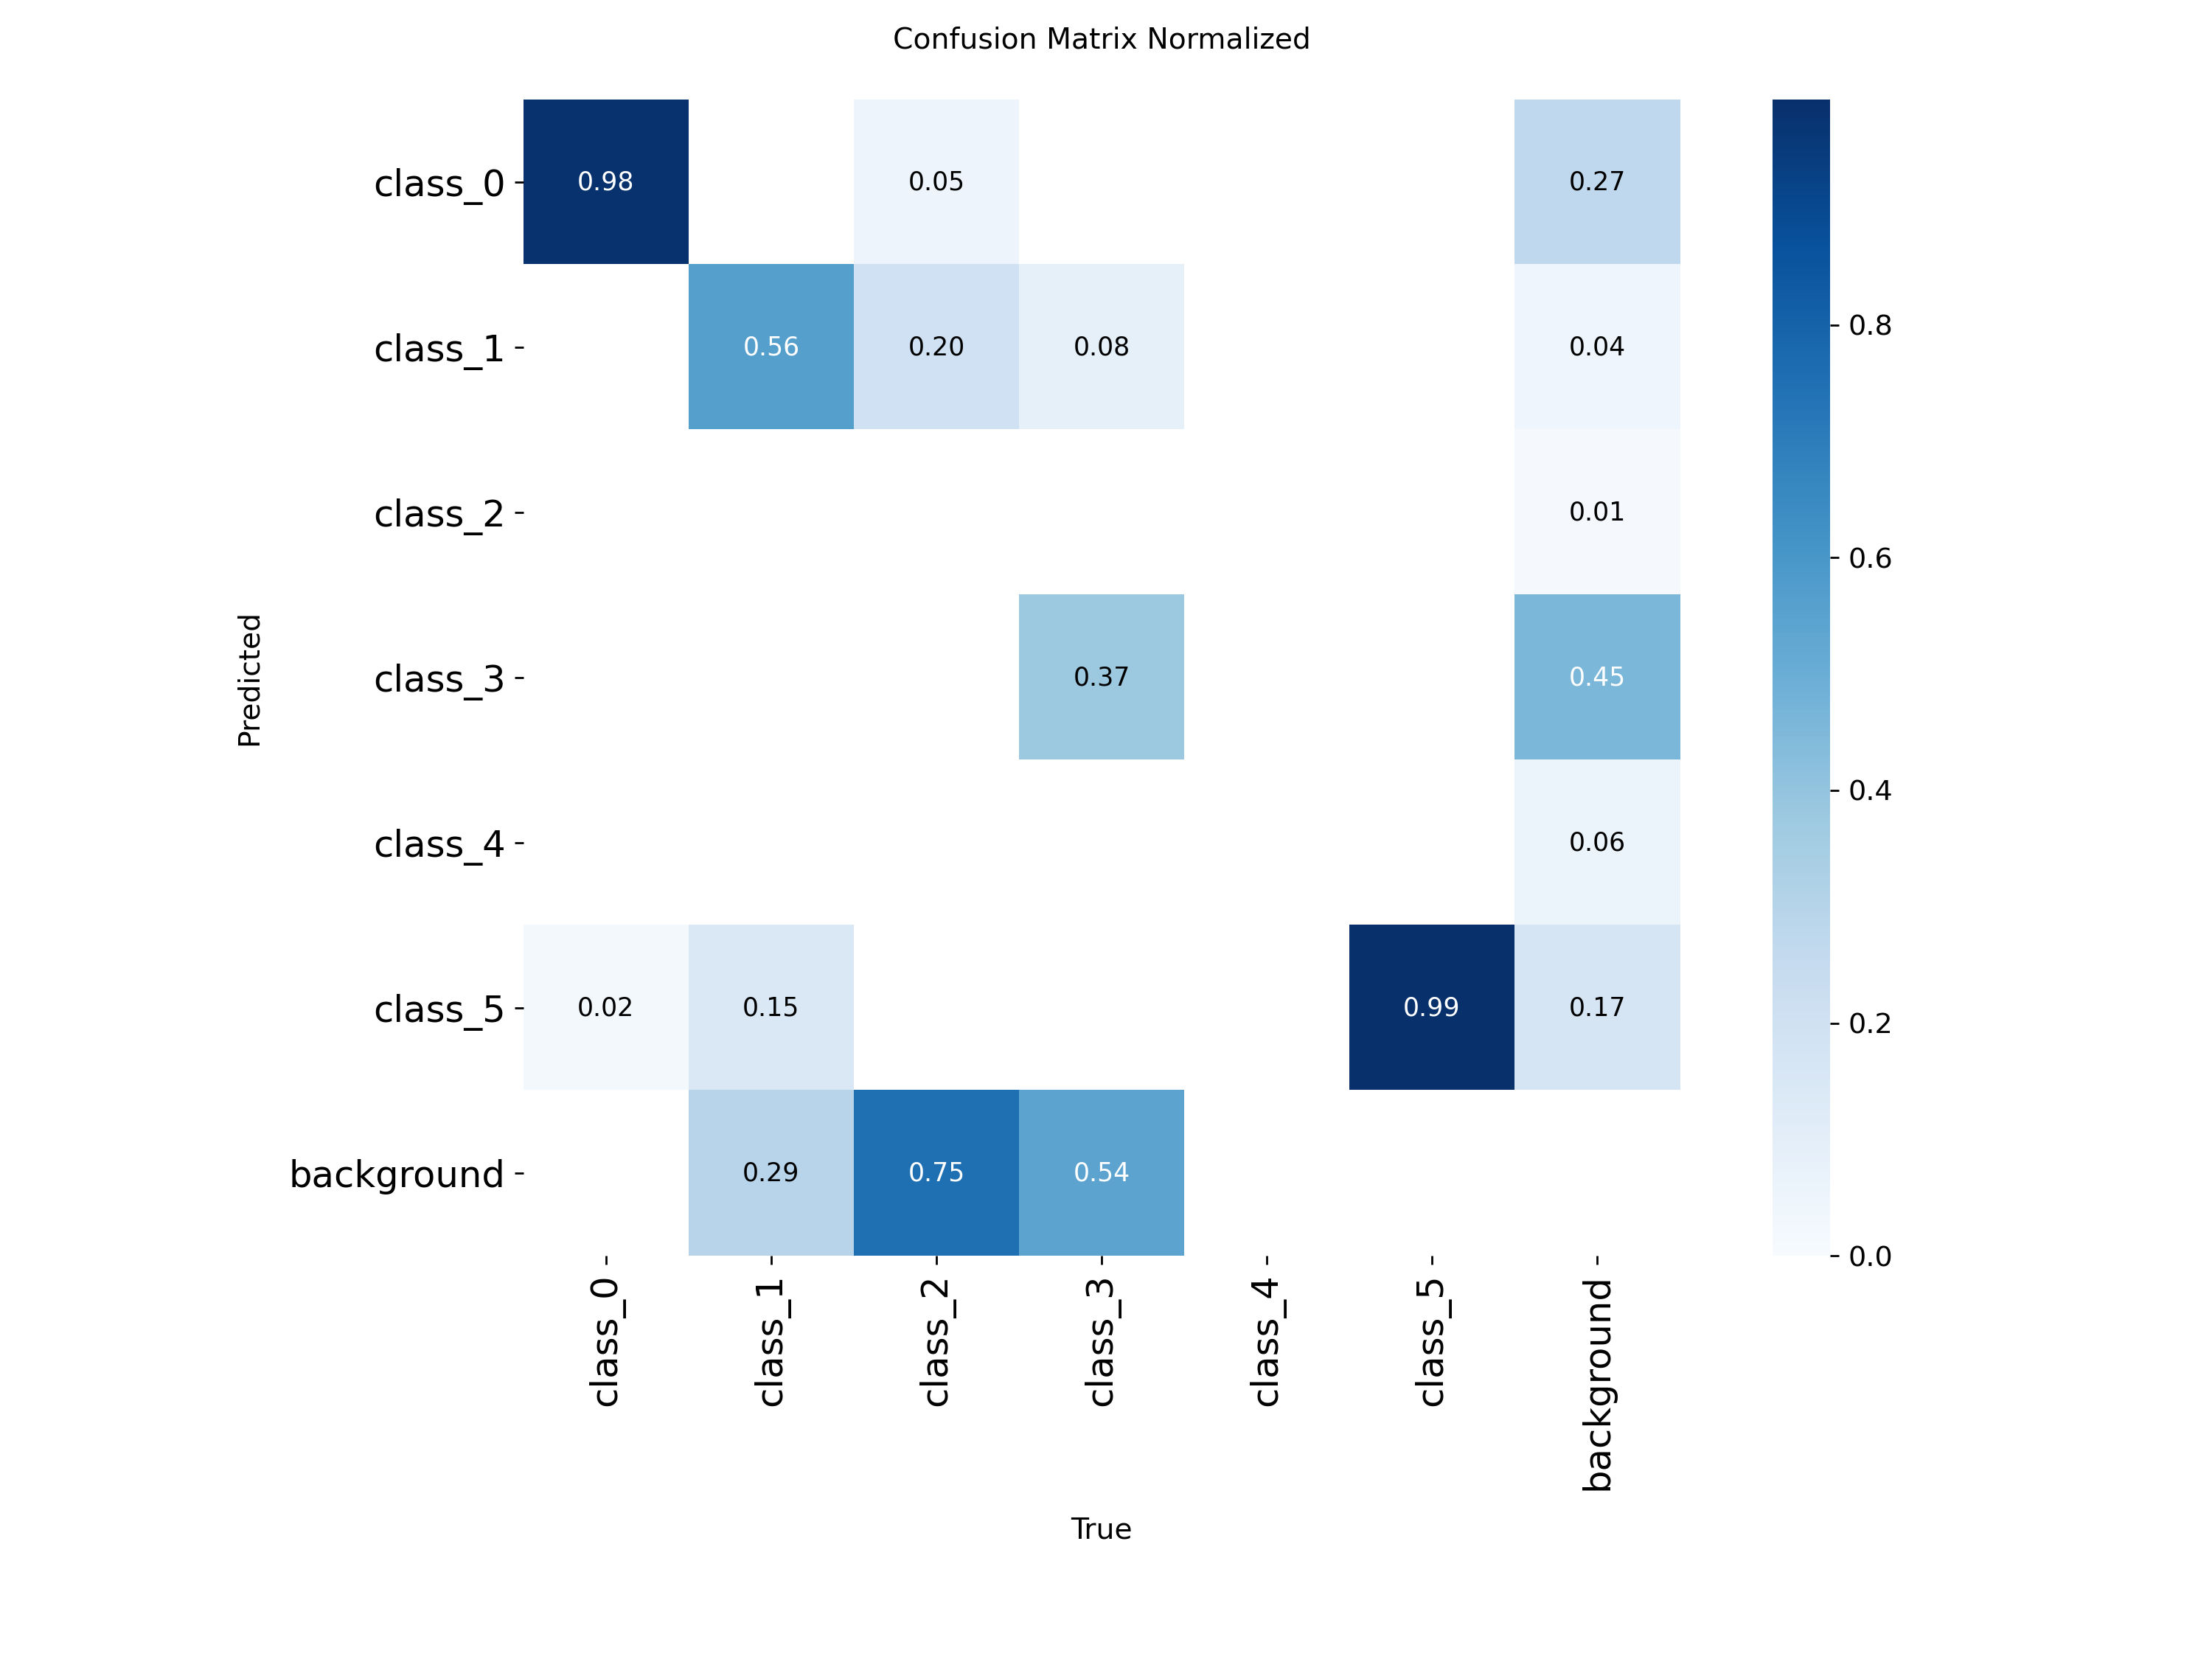 Confusion Matrix Normalized
class_0 0.98 0.05 0.27
class_1 0.56 0.20 0.08 0.04
class_2 0.01
class_3 0.37 0.45
class_4 0.06
class_5 0.02 0.15 0.99 0.17
background 0.29 0.75 0.54
Predicted
class_0 class_1 class_2 class_3 class_4 class_5 background
True
0.8
0.6
0.4
0.2
0.0